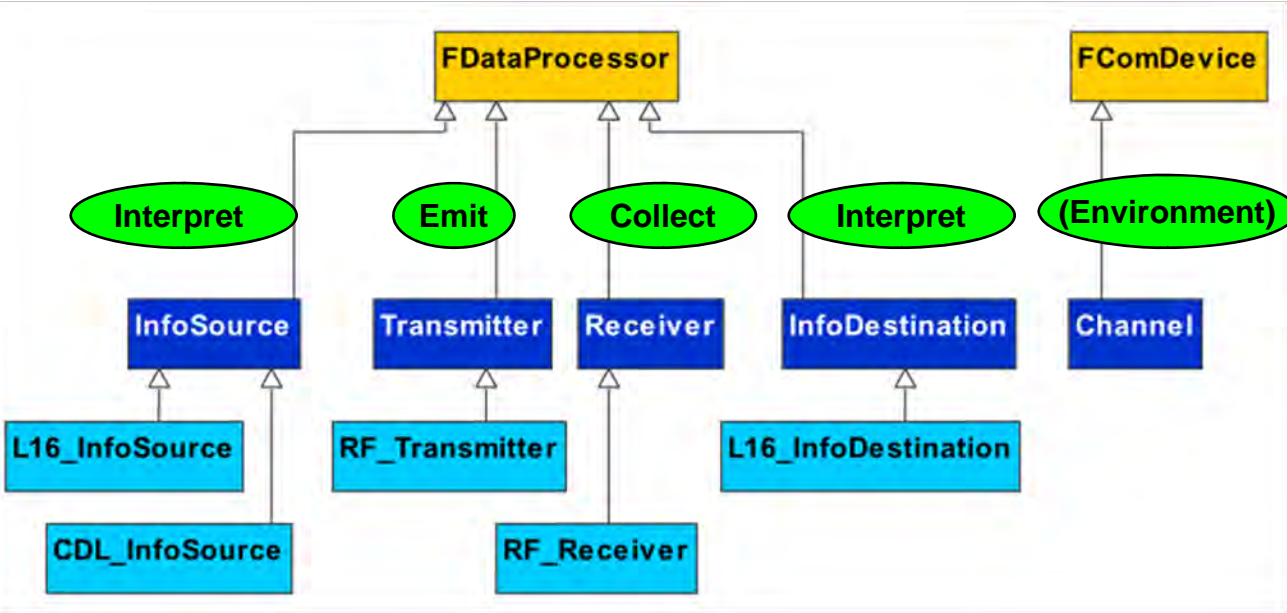 FDataProcessor
FComDevice
Interpret
Emit
Collect
Interpret
(Environment)
InfoSource
Transmitter
Receiver
InfoDestination
Channel
L16_InfoSource
RF_Transmitter
L16_InfoDestination
CDL_InfoSource
RF_Receiver